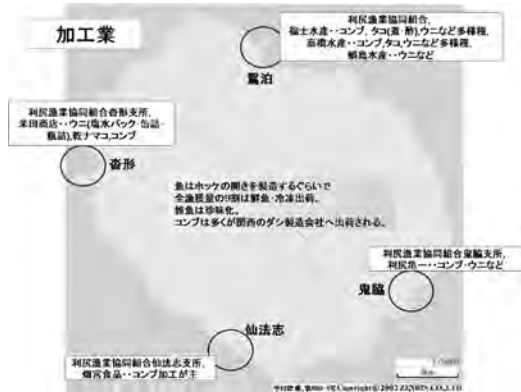 加工業
利尻漁業協同組合,
福士水産‥コンブ, タコ(煮・酢),ウニなど多種種,
高橋水産‥コンブ,タコ,ウニなど多種種,
水産‥ウニなど
鴛泊
利尻漁業協同組合沓形支所,
米田商店‥ウニ(塩水パック・缶詰・
瓶詰),乾ナマコ,コンブ
沓形
魚はホッケの開きを製造するぐらいで
全漁獲量の9割は鮮魚・冷凍出荷。
雑魚は珍味化。
コンブは多くが関西のダシ製造会社へ出荷される。
利尻漁業協同組合鬼脇支所,
利尻亀一‥コンブ・ウニなど
鬼脇
仙法志
利尻漁業協同組合仙法志支所,
食品‥コンブ加工が主
Copyright(c) 2002 ZENRIN CO.,LTD.